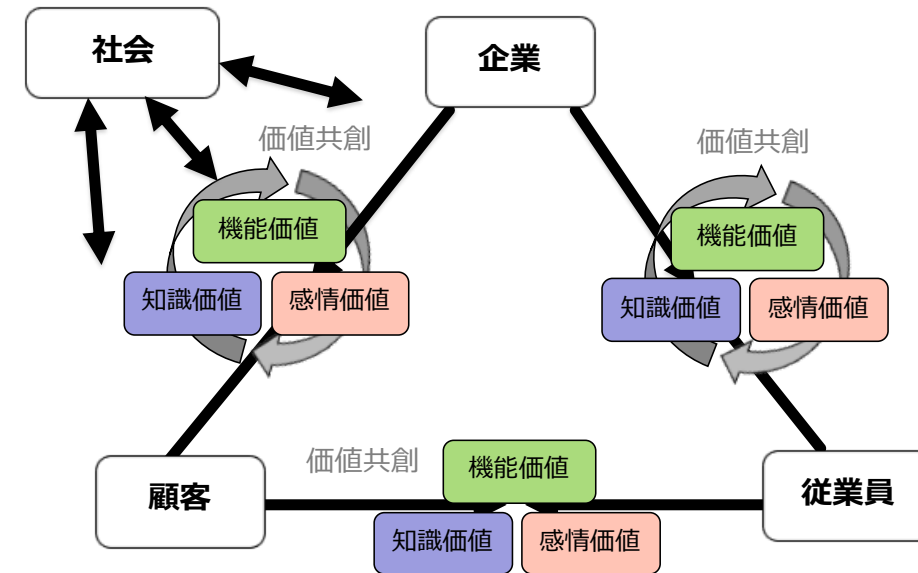 社会
企業
価値共創
価値共創
機能価値
機能価値
知識価値
感情価値
知識価値
感情価値
価値共創
機能価値
顧客
従業員
知識価値
感情価値